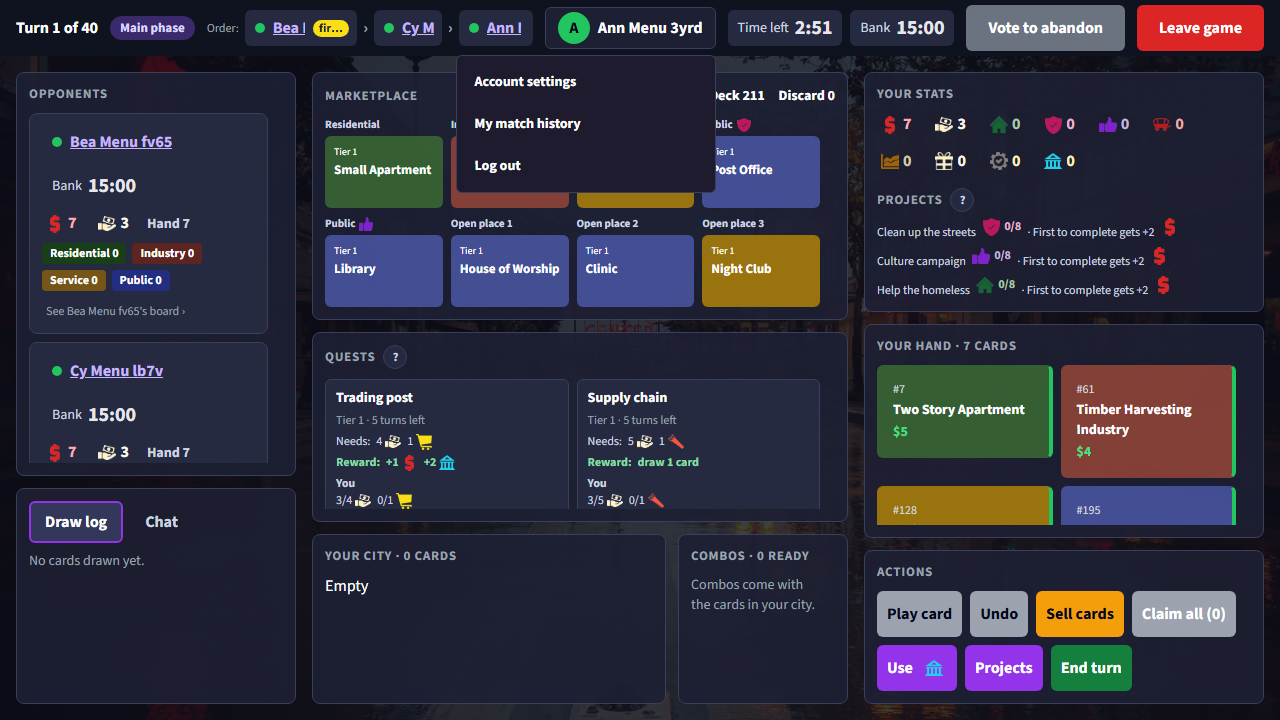 Turn 1 of 40
Main phase
Order:
Bea
fir...
›
Cy M
›
Ann
A
Ann Menu 3yrd
Time left 2:51
Bank 15:00
Vote to abandon
Leave game
Account settings
My match history
Log out
OPPONENTS
Bea Menu fv65
Bank 15:00
7
3
Hand 7
Residential 0
Industry 0
Service 0
Public 0
See Bea Menu fv65's board ›
Cy Menu lb7v
Bank 15:00
7
3
Hand 7
Draw log
Chat
No cards drawn yet.
MARKETPLACE
Deck 211
Discard 0
Residential
Tier 1
Small Apartment
Post Office
Public
Open place 1
Open place 2
Open place 3
Tier 1
Library
Tier 1
House of Worship
Tier 1
Clinic
Tier 1
Night Club
QUESTS
?
Trading post
Tier 1 · 5 turns left
Needs: 4 1
Reward: +1 +2
You
3/4 0/1
Supply chain
Tier 1 · 5 turns left
Needs: 5 1
Reward: draw 1 card
You
3/5 0/1
YOUR CITY · 0 CARDS
Empty
COMBOS · 0 READY
Combos come with
the cards in your city.
YOUR STATS
7 3 0 0 0 0
0 0 0 0
PROJECTS ?
Clean up the streets 0/8 · First to complete gets +2
Culture campaign 0/8 · First to complete gets +2
Help the homeless 0/8 · First to complete gets +2
YOUR HAND · 7 CARDS
#7
Two Story Apartment
$5
#61
Timber Harvesting
Industry
$4
#128
#195
ACTIONS
Play card
Undo
Sell cards
Claim all (0)
Use
Projects
End turn